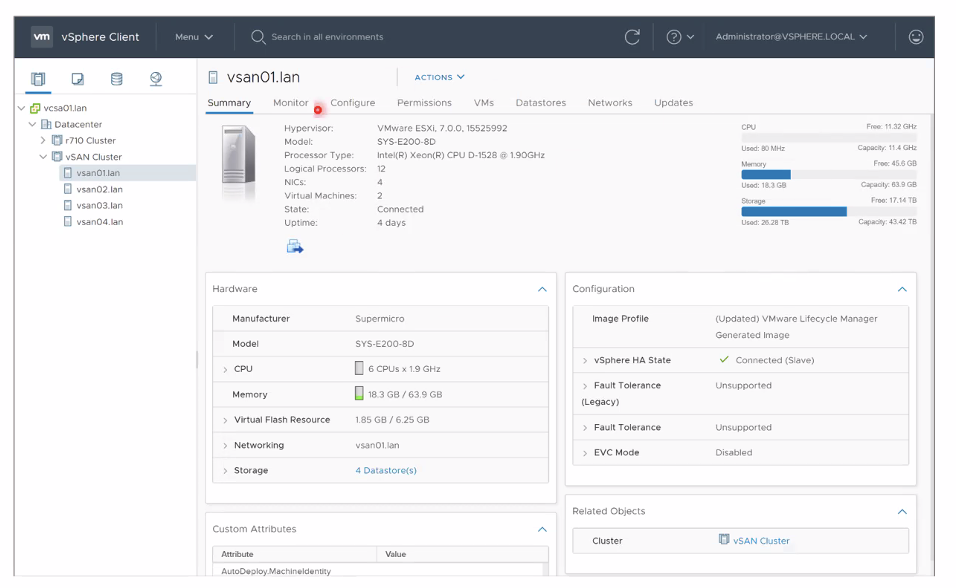 vm vSphere Client Menu Search in all environments Administrator@VSPHERE.LOCAL
vcsa01.lan
Datacenter
r710 Cluster
vSAN Cluster
vsan01.lan
vsan02.lan
vsan03.lan
vsan04.lan
vsan01.lan ACTIONS
Summary Monitor Configure Permissions VMs Datastores Networks Updates
Hypervisor: VMware ESXi, 7.0.0, 15525992
Model: SYS-E200-8D
Processor Type: Intel(R) Xeon(R) CPU D-1528 @ 1.90GHz
Logical Processors: 12
NICs: 4
Virtual Machines: 2
State: Connected
Uptime: 4 days
CPU Free: 11.32 GHz
Used: 80 MHz Capacity: 11.4 GHz
Memory Free: 45.6 GB
Used: 18.3 GB Capacity: 63.9 GB
Storage Free: 17.14 TB
Used: 26.28 TB Capacity: 43.42 TB
Hardware
Manufacturer Supermicro
Model SYS-E200-8D
CPU 6 CPUs x 1.9 GHz
Memory 18.3 GB / 63.9 GB
Virtual Flash Resource 1.85 GB / 6.25 GB
Networking vsan01.lan
Storage 4 Datastore(s)
Custom Attributes
Attribute Value
AutoDeploy.MachineIdentity
Configuration
Image Profile (Updated) VMware Lifecycle Manager
Generated Image
vSphere HA State Connected (Slave)
Fault Tolerance Unsupported
(Legacy)
Fault Tolerance Unsupported
EVC Mode Disabled
Related Objects
Cluster vSAN Cluster